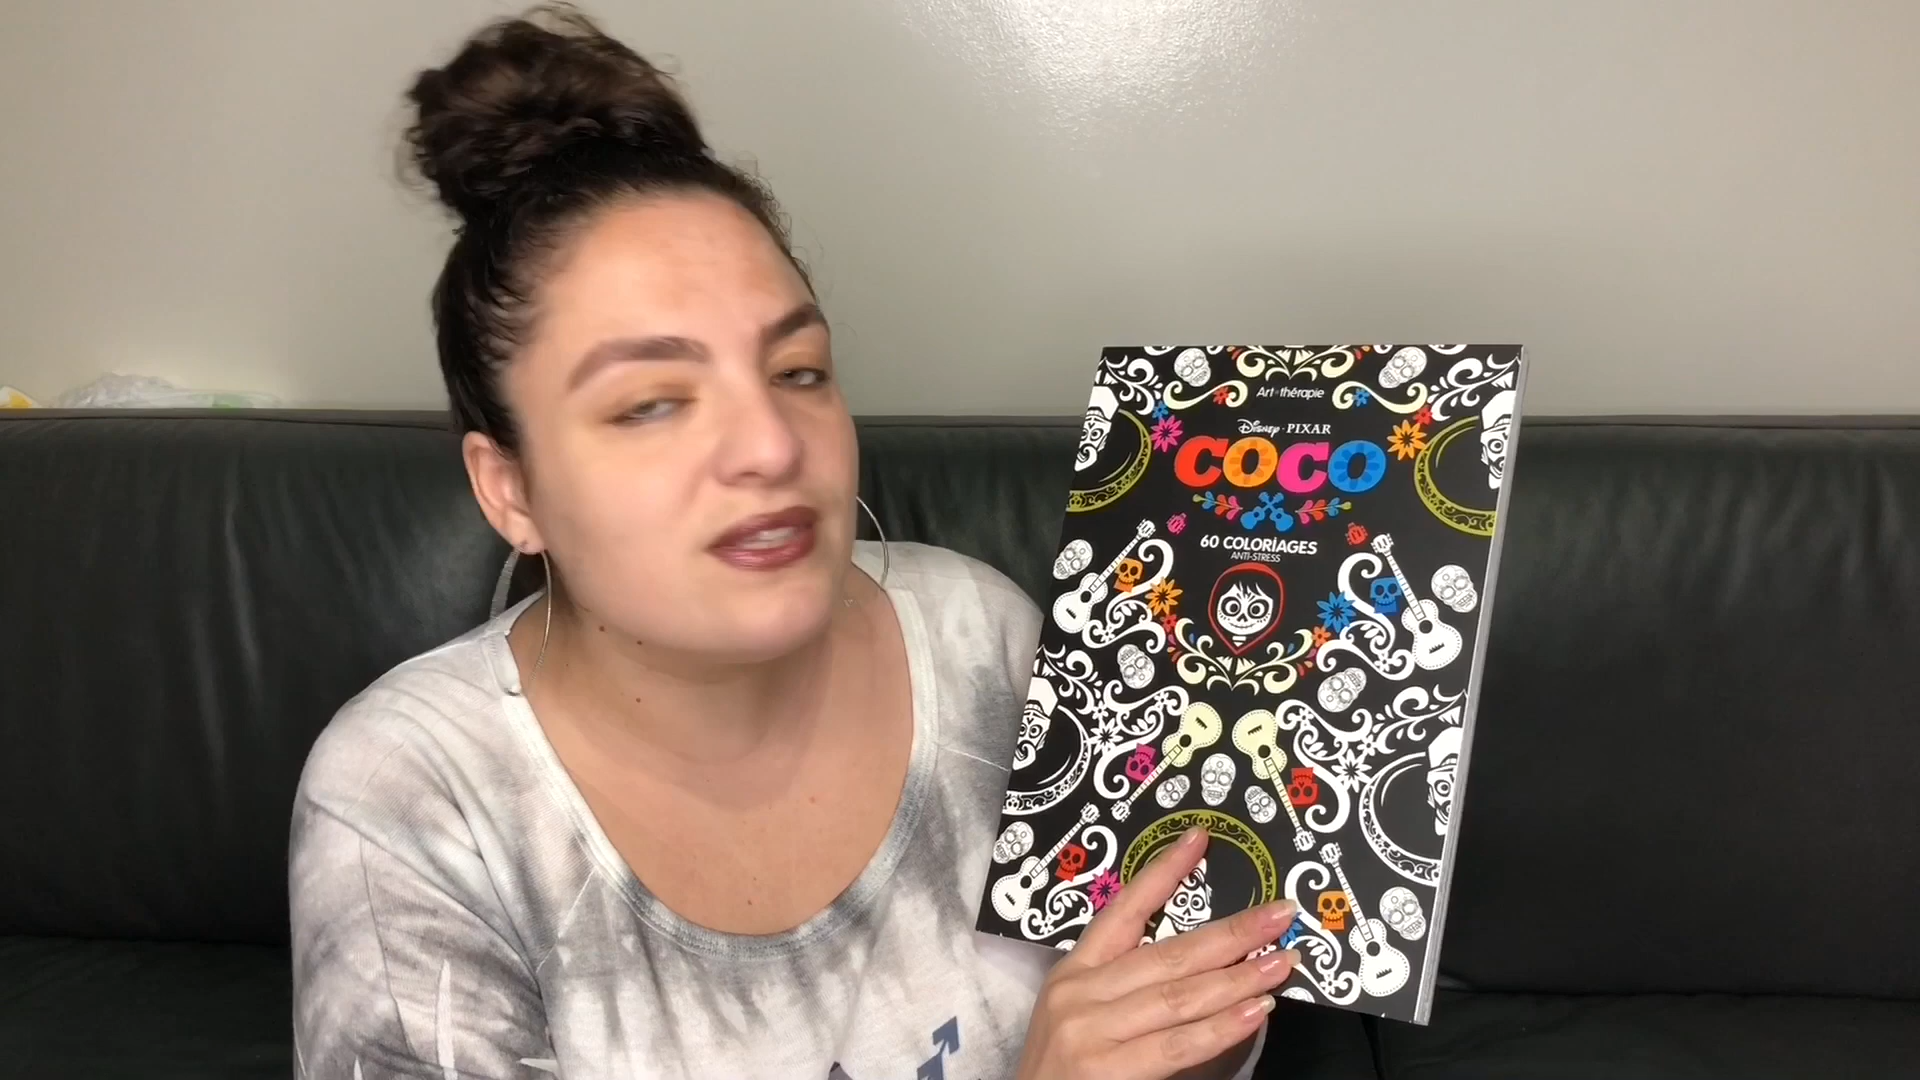 Art-thérapie
Disney·PIXAR
COCO
60 COLORIAGES
ANTI-STRESS